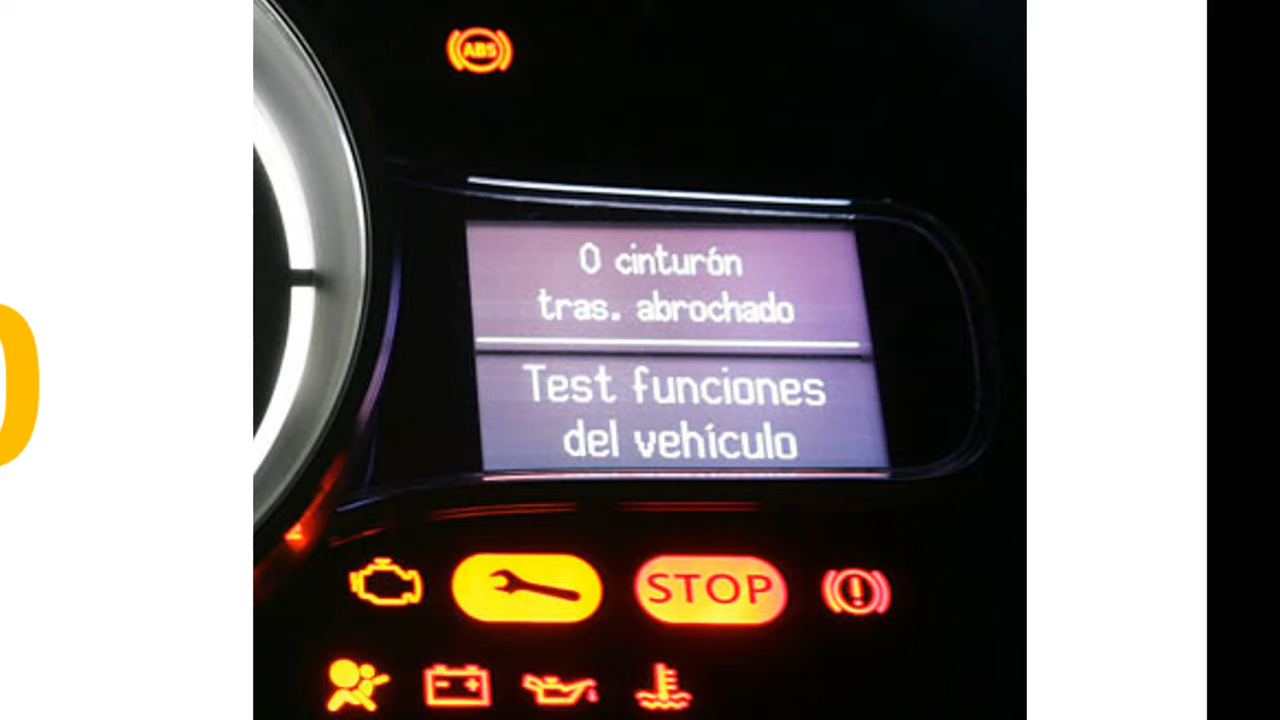 ABS
0 cinturón
tras. abrochado
Test funciones
del vehículo
STOP